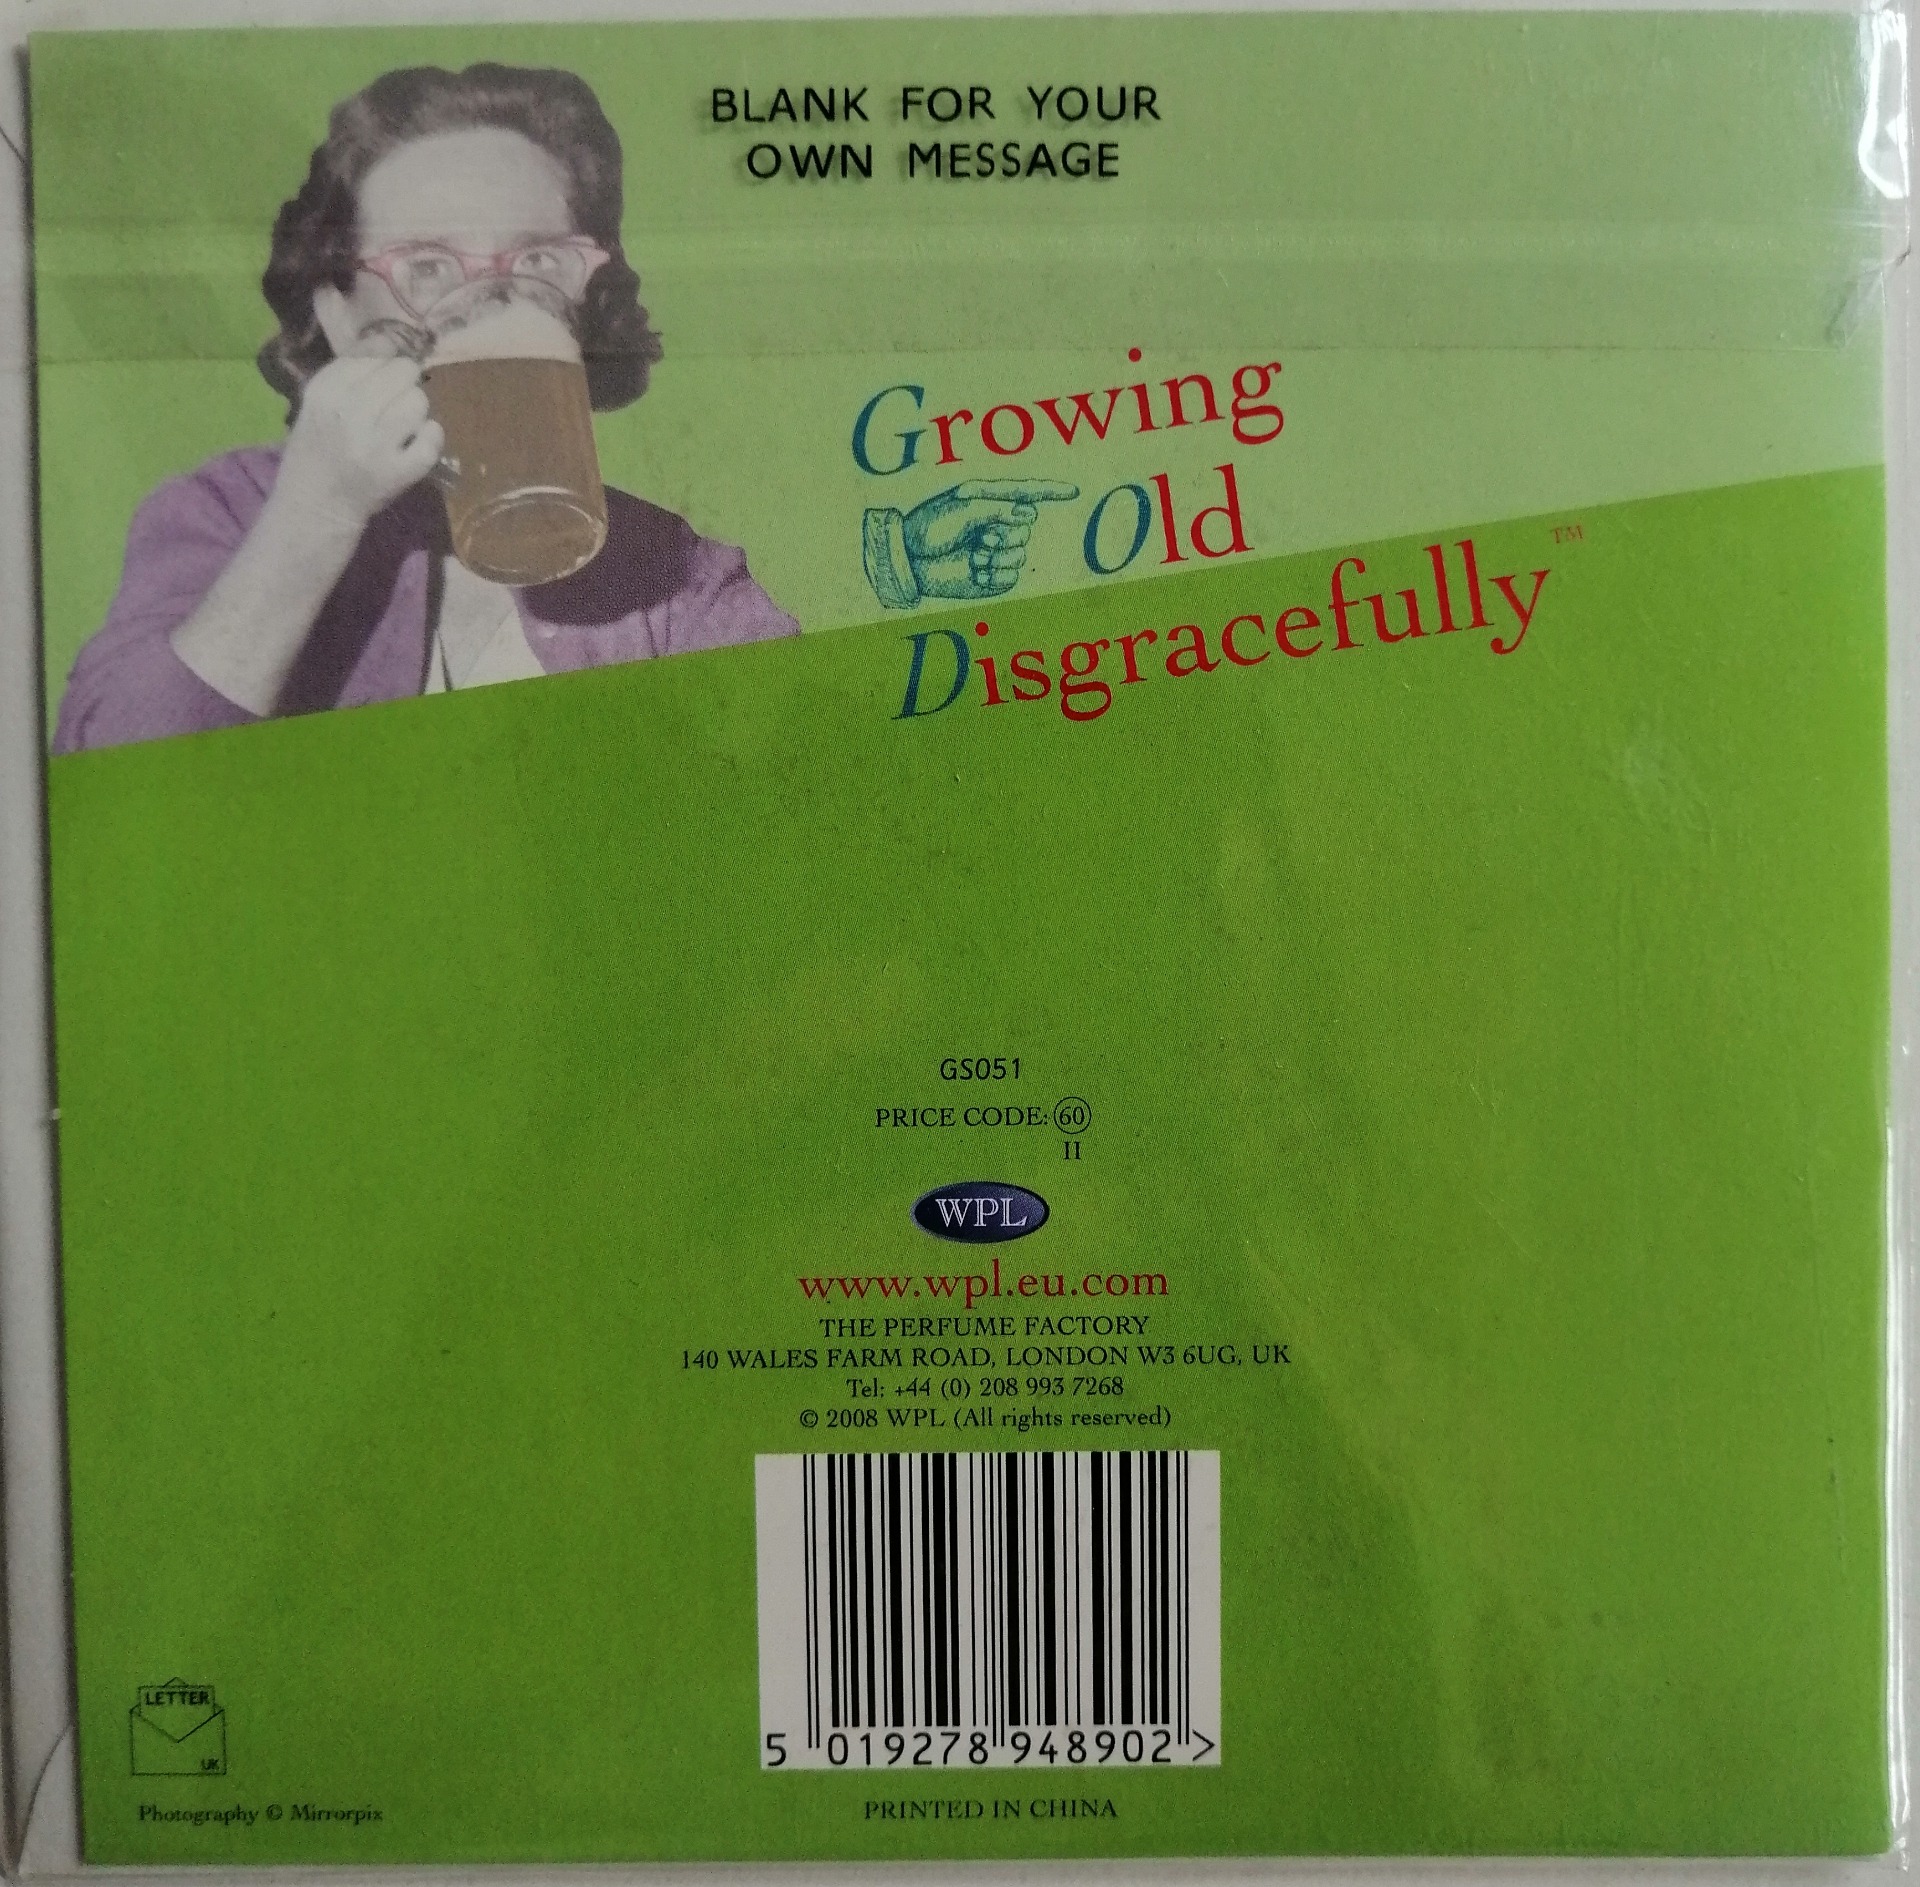 BLANK FOR YOUR
OWN MESSAGE
Growing
Old
Disgracefully™
GS051
PRICE CODE: 60
II
WPL
www.wpl.eu.com
THE PERFUME FACTORY
140 WALES FARM ROAD, LONDON W3 6UG, UK
Tel: +44 (0) 208 993 7268
© 2008 WPL (All rights reserved)
5 019278 948902 >
LETTER
UK
Photography © Mirrorpix
PRINTED IN CHINA